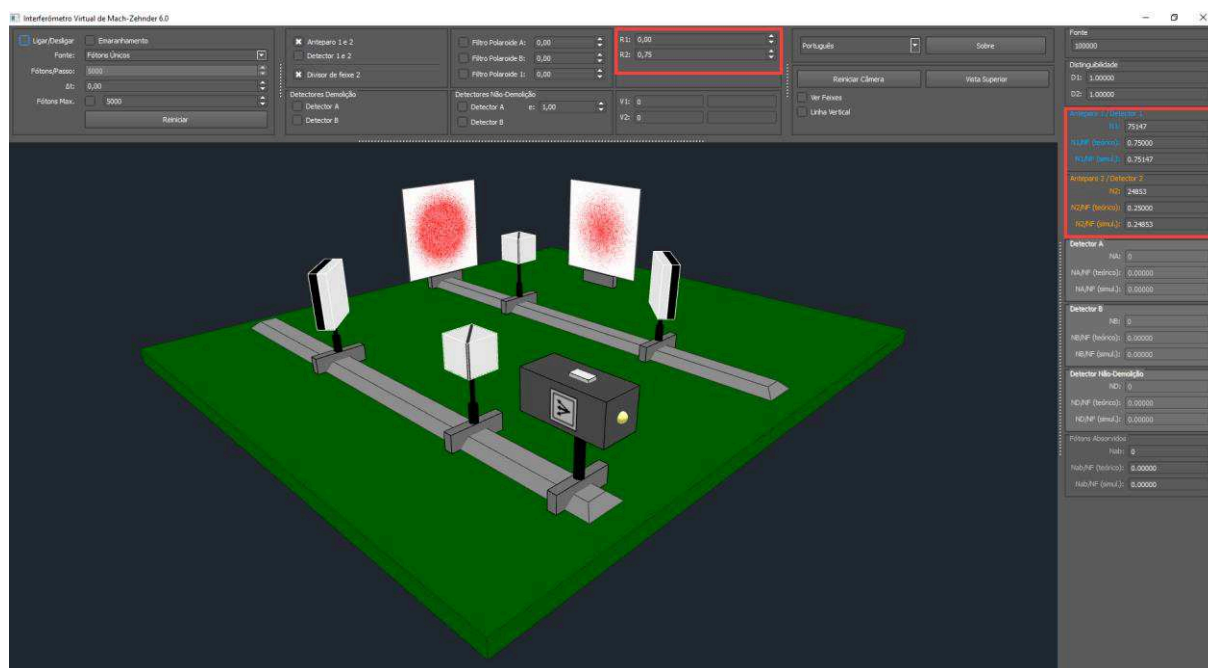 Interferômetro Virtual de Mach-Zehnder 6.0
Ligar/Desligar
Emaranhamento
Fonte: Fótons Únicos
Fótons/Passo: 5000
Δt: 0,00
Fótons Max. 5000
Reiniciar
Anteparo 1 e 2
Detector 1 e 2
Divisor de feixe 2
Detectores Demolição
Detector A
Detector B
Filtro Polaroide A: 0,00
Filtro Polaroide B: 0,00
Filtro Polaroide 1: 0,00
Detectores Não-Demolição
Detector A e: 1,00
Detector B
R1: 0,00
R2: 0,75
V1: 0
V2: 0
Português
Sobre
Reiniciar Câmera
Vista Superior
Ver Feixes
Linha Vertical
Fonte
100000
Distinguibilidade
D1: 1.00000
D2: 1.00000
Anteparo 1 / Detector 1
N1: 75147
N1/NF (teórico): 0.75000
N1/NF (simul.): 0.75147
Anteparo 2 / Detector 2
N2: 24853
N2/NF (teórico): 0.25000
N2/NF (simul.): 0.24853
Detector A
NA: 0
NA/NF (teórico): 0.00000
NA/NF (simul.): 0.00000
Detector B
NB: 0
NB/NF (teórico): 0.00000
NB/NF (simul.): 0.00000
Detector Não-Demolição
ND: 0
ND/NF (teórico): 0.00000
ND/NF (simul.): 0.00000
Fótons Absorvidos
Nab: 0
Nab/NF (teórico): 0.00000
Nab/NF (simul.): 0.00000